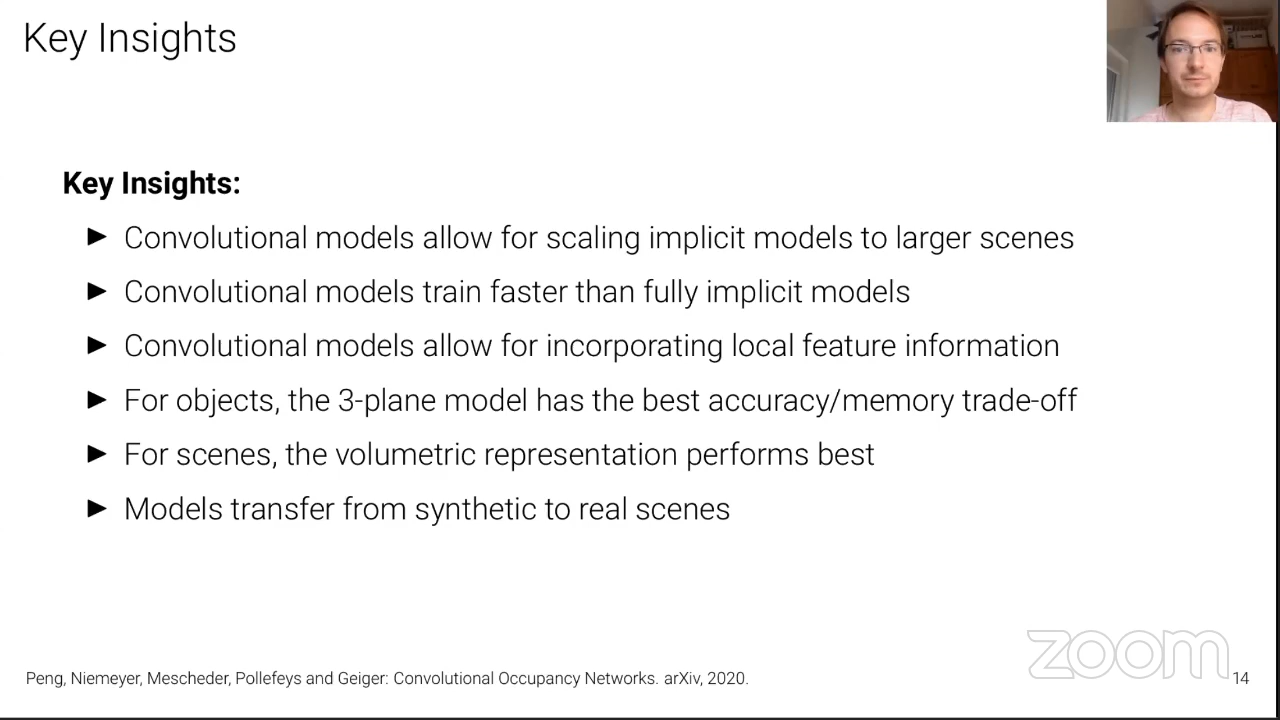 Key Insights
Key Insights:
Convolutional models allow for scaling implicit models to larger scenes
Convolutional models train faster than fully implicit models
Convolutional models allow for incorporating local feature information
For objects, the 3-plane model has the best accuracy/memory trade-off
For scenes, the volumetric representation performs best
Models transfer from synthetic to real scenes
zoom
Peng, Niemeyer, Mescheder, Pollefeys and Geiger: Convolutional Occupancy Networks. arXiv, 2020.
14